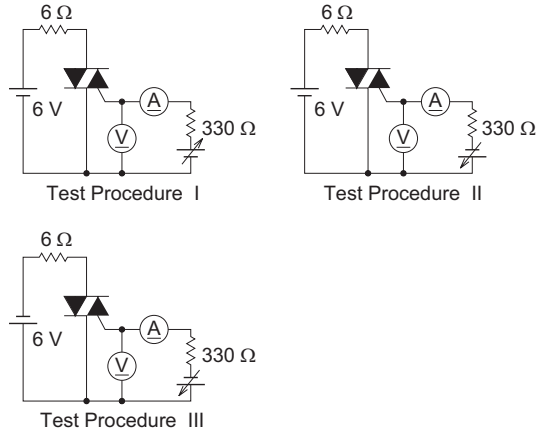 6 Ω
6 V
A
V
330 Ω
Test Procedure I
6 Ω
6 V
A
V
330 Ω
Test Procedure II
6 Ω
6 V
A
V
330 Ω
Test Procedure III